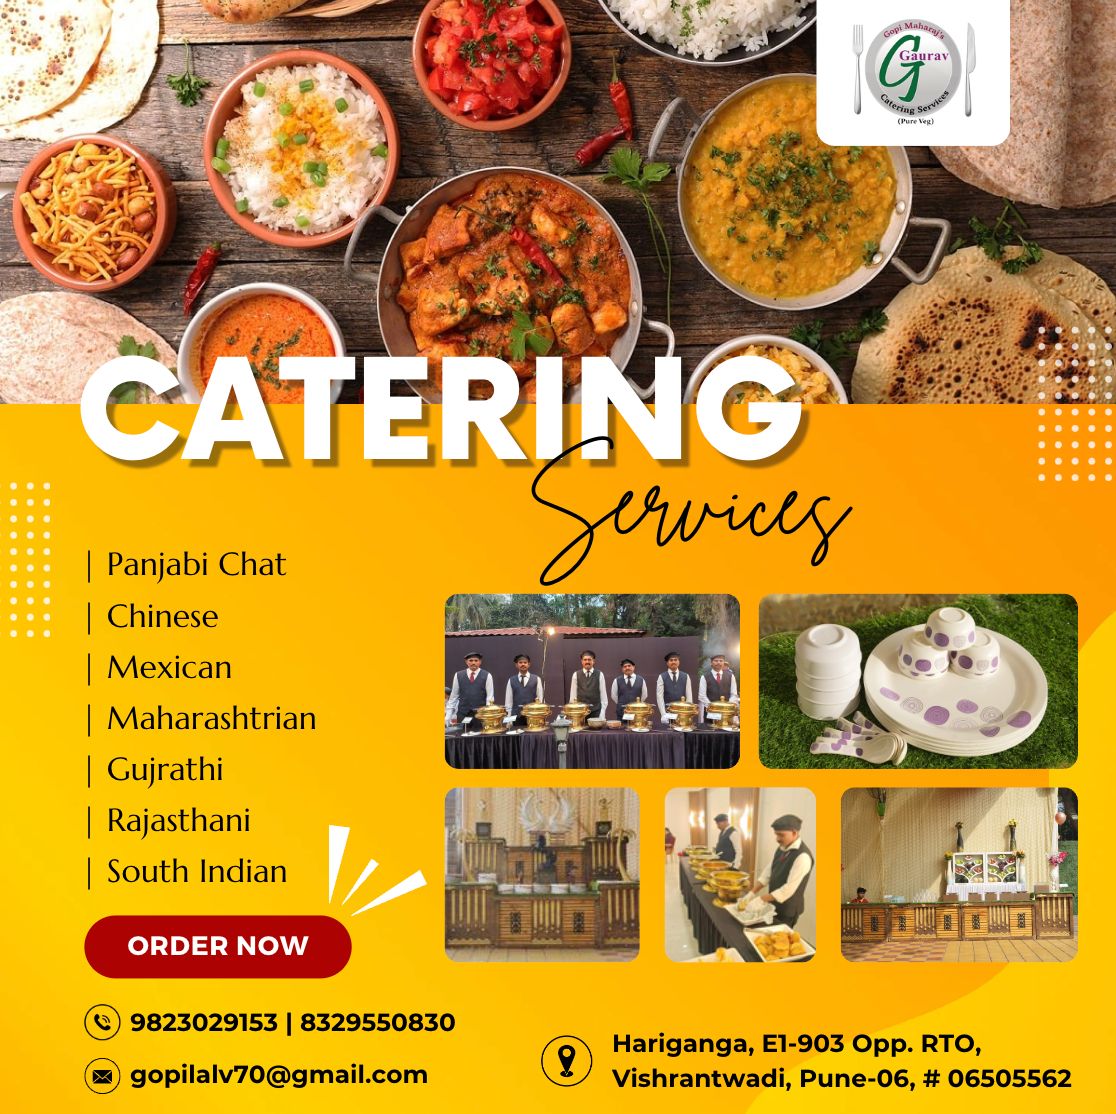 Gopi Maharaj's
G
Gaurav
Catering Services
(Pure Veg)
CATERING
Services
| Panjabi Chat
| Chinese
| Mexican
| Maharashtrian
| Gujrathi
| Rajasthani
| South Indian
ORDER NOW
9823029153 | 8329550830
gopilalv70@gmail.com
Hariganga, E1-903 Opp. RTO,
Vishrantwadi, Pune-06, # 06505562